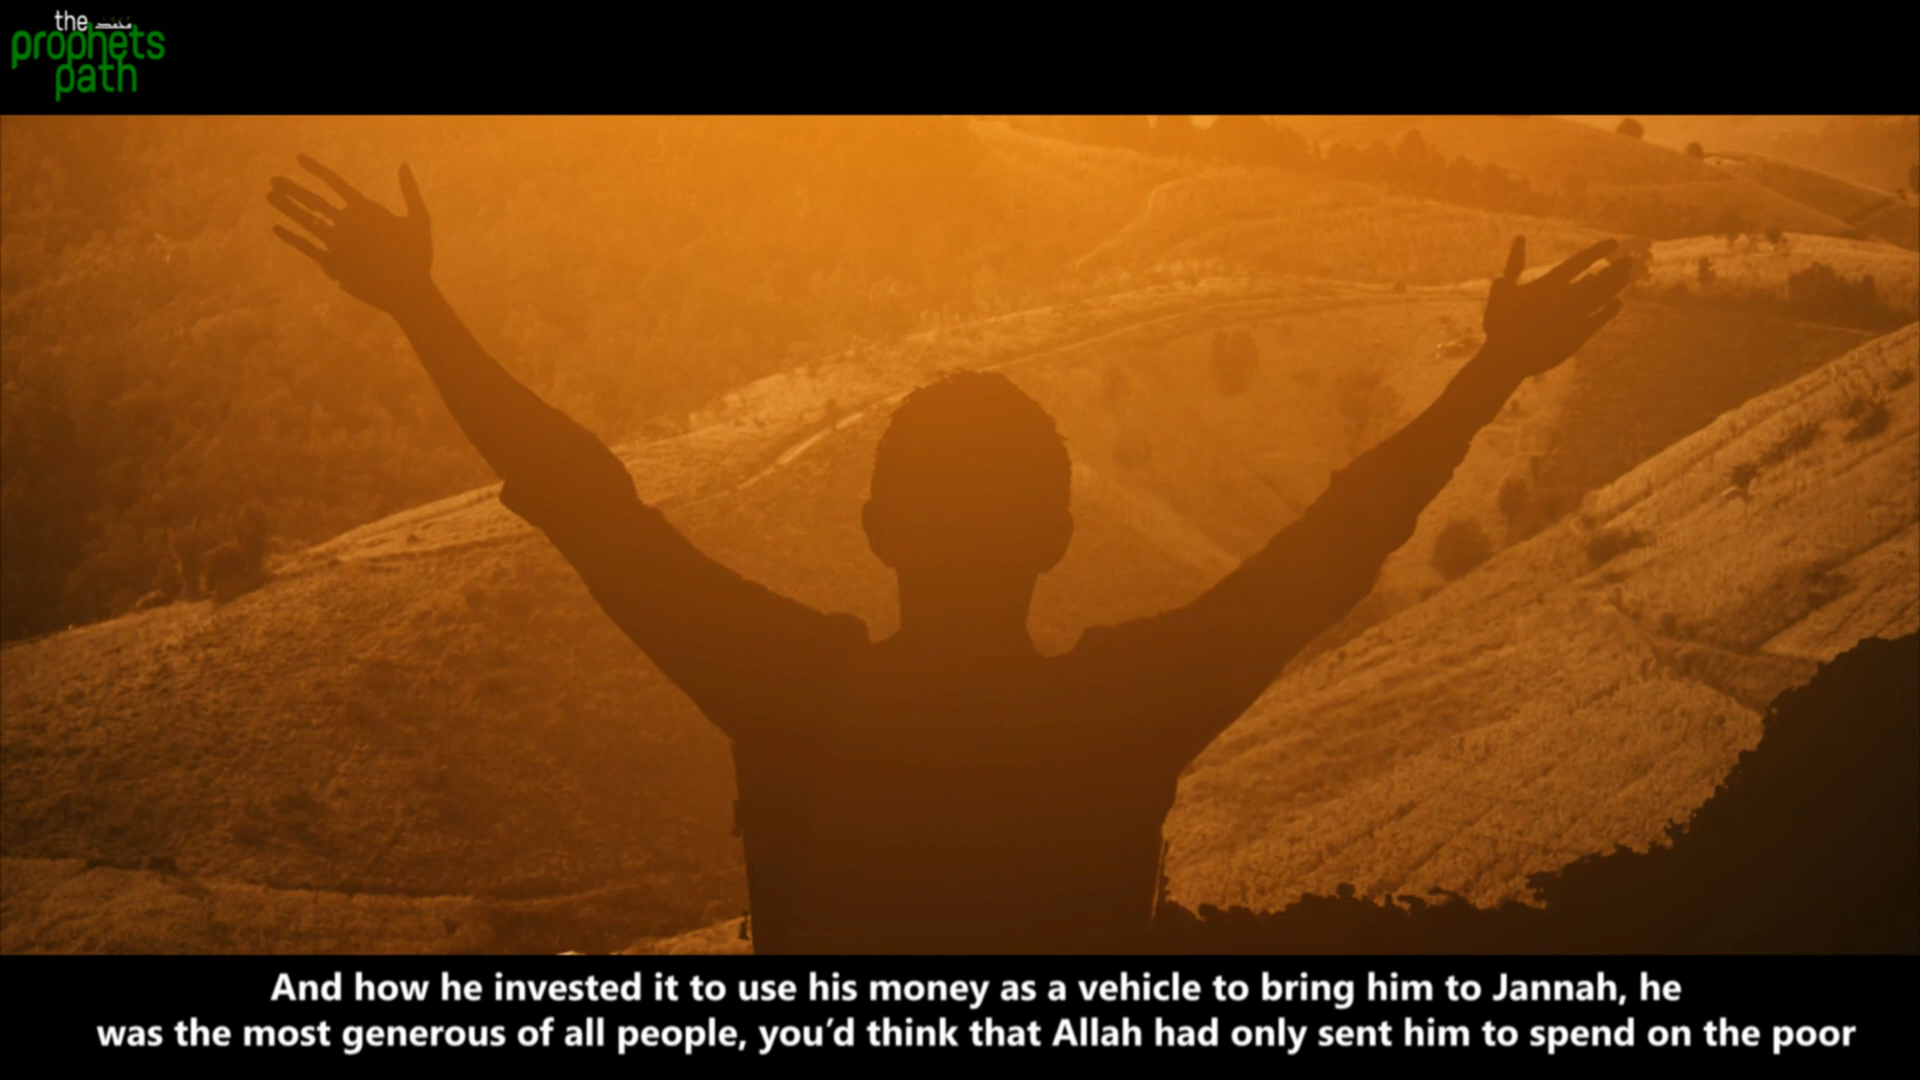 the محمد
prophets
path
And how he invested it to use his money as a vehicle to bring him to Jannah, he
was the most generous of all people, you'd think that Allah had only sent him to spend on the poor